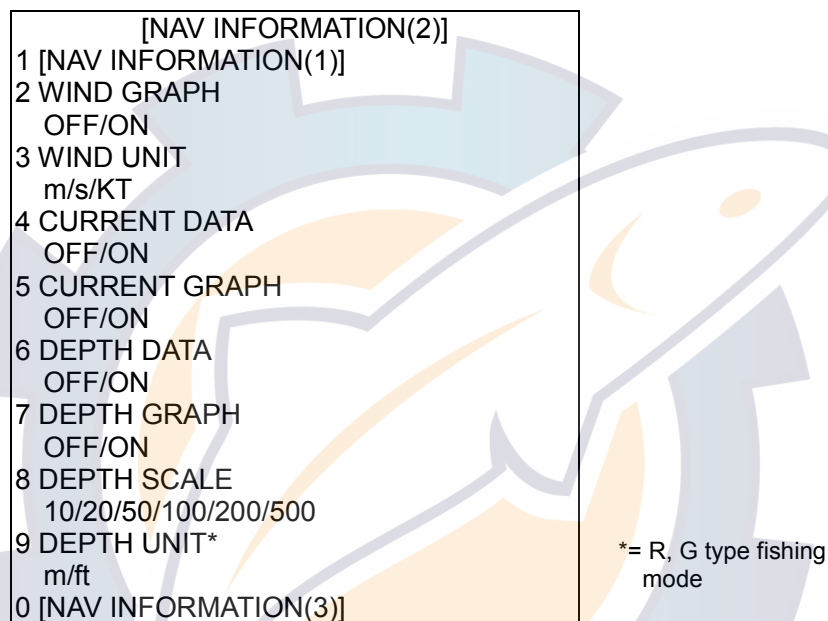 [NAV INFORMATION(2)]
1 [NAV INFORMATION(1)]
2 WIND GRAPH
OFF/ON
3 WIND UNIT
m/s/KT
4 CURRENT DATA
OFF/ON
5 CURRENT GRAPH
OFF/ON
6 DEPTH DATA
OFF/ON
7 DEPTH GRAPH
OFF/ON
8 DEPTH SCALE
10/20/50/100/200/500
9 DEPTH UNIT*
m/ft
0 [NAV INFORMATION(3)]
*= R, G type fishing
mode